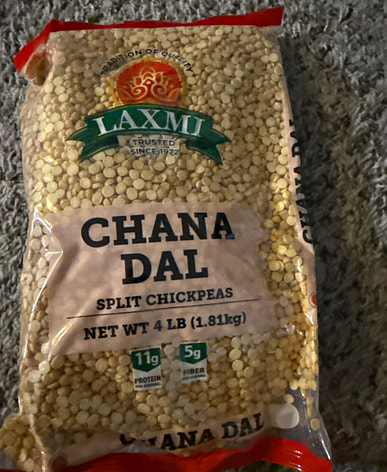 TRADITION OF QUALITY
LAXMI
TRUSTED
SINCE 1972
CHANA
DAL
SPLIT CHICKPEAS
NET WT 4 LB (1.81kg)
11g
PROTEIN
5g
FIBER
CHANA DAL
CHANA DAL